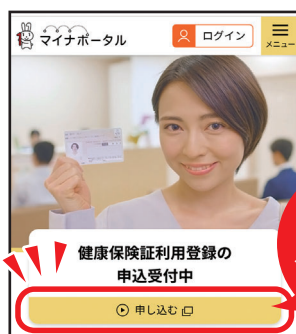 マイナポータル
ログイン
メニュー
健康保険証利用登録の
申込受付中
申し込む